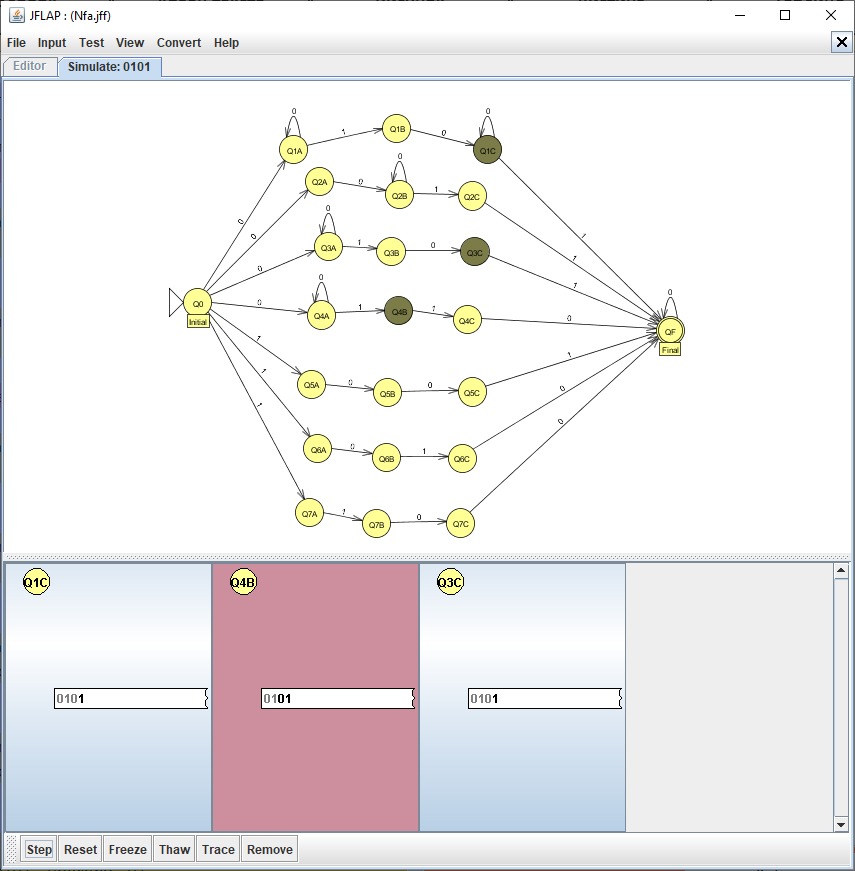 JFLAP : (Nfa.jff)
File Input Test View Convert Help
Editor Simulate: 0101
0 0
Q1A 1 Q1B 0 Q1C
0
Q2A 0 Q2B 1 Q2C
0
Q3A 1 Q3B 0 Q3C
0
Q4A 1 Q4B 1 Q4C
0 0 0 0
1 1 1 0
Q0
Initial
0
QF
Final
1 1 1
Q5A 0 Q5B 0 Q5C 1
Q6A 0 Q6B 1 Q6C 0
Q7A 1 Q7B 0 Q7C 0
Q1C Q4B Q3C
0101 0101 0101
Step Reset Freeze Thaw Trace Remove